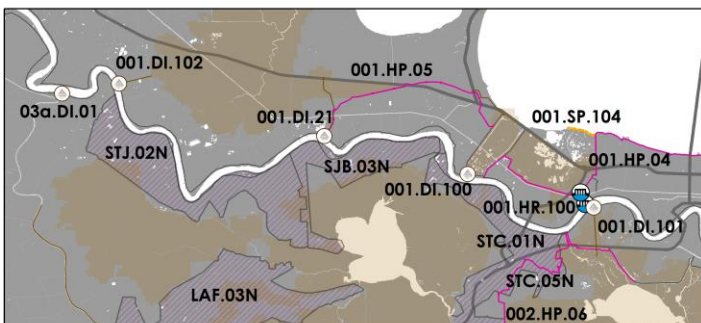 001.HP.05
001.DI.102
03a.DI.01
001.DI.21
001.SP.104
STJ.02N
SJB.03N
001.HP.04
001.DI.100
001.HR.100
001.DI.101
STC.01N
STC.05N
LAF.03N
002.HP.06